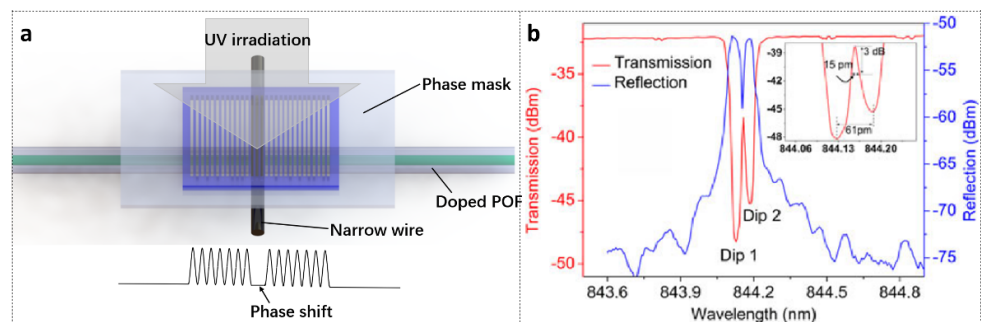 a
UV irradiation
Phase mask
Doped POF
Narrow wire
Phase shift
b
Transmission
Reflection
Transmission (dBm)
-35
-40
-45
-50
Reflection (dBm)
-50
-55
-60
-65
-70
-75
843.6
843.9
844.2
844.5
844.8
Wavelength (nm)
Dip 1
Dip 2
-39
-42
-45
-48
844.06
844.13
844.20
15 pm
3 dB
61pm